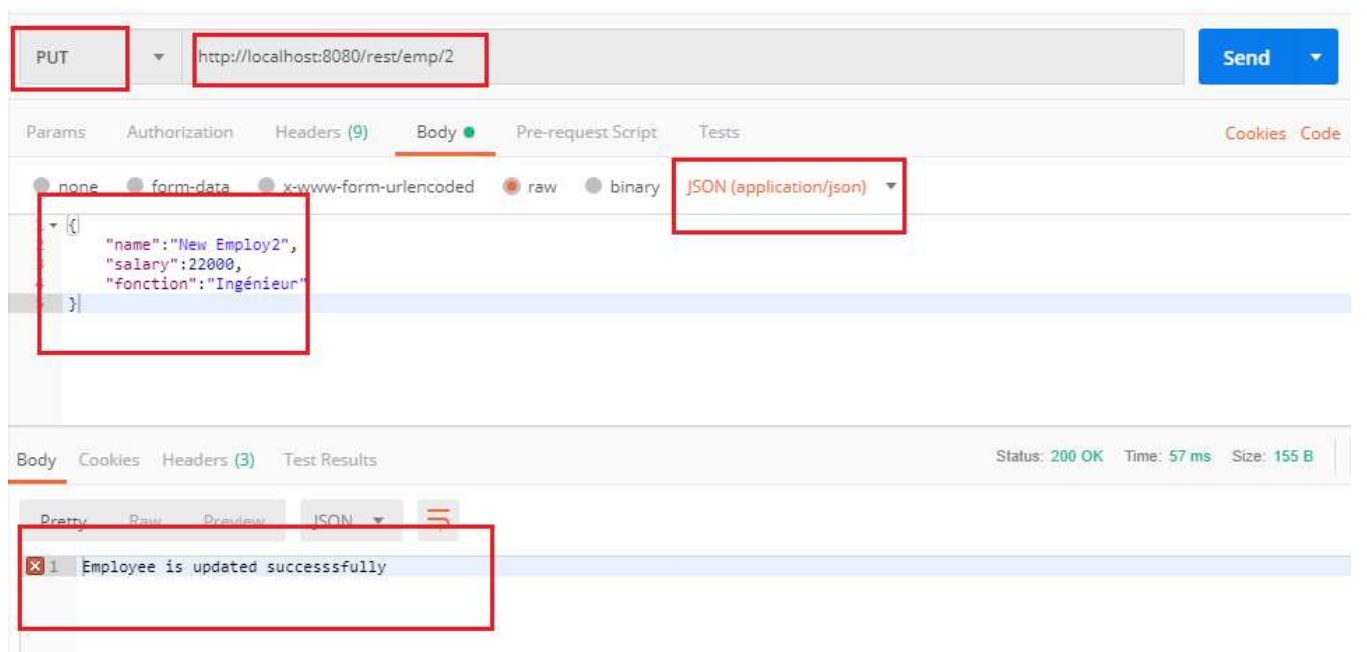 PUT http://localhost:8080/rest/emp/2 Send
Params Authorization Headers (9) Body Pre-request Script Tests Cookies Code
none form-data x-www-form-urlencoded raw binary JSON (application/json)
1 {
2 "name":"New Employ2",
3 "salary":22000,
4 "fonction":"Ingénieur"
5 }
Body Cookies Headers (3) Test Results Status: 200 OK Time: 57 ms Size: 155 B
Pretty Raw Preview JSON
1 Employee is updated successsfully